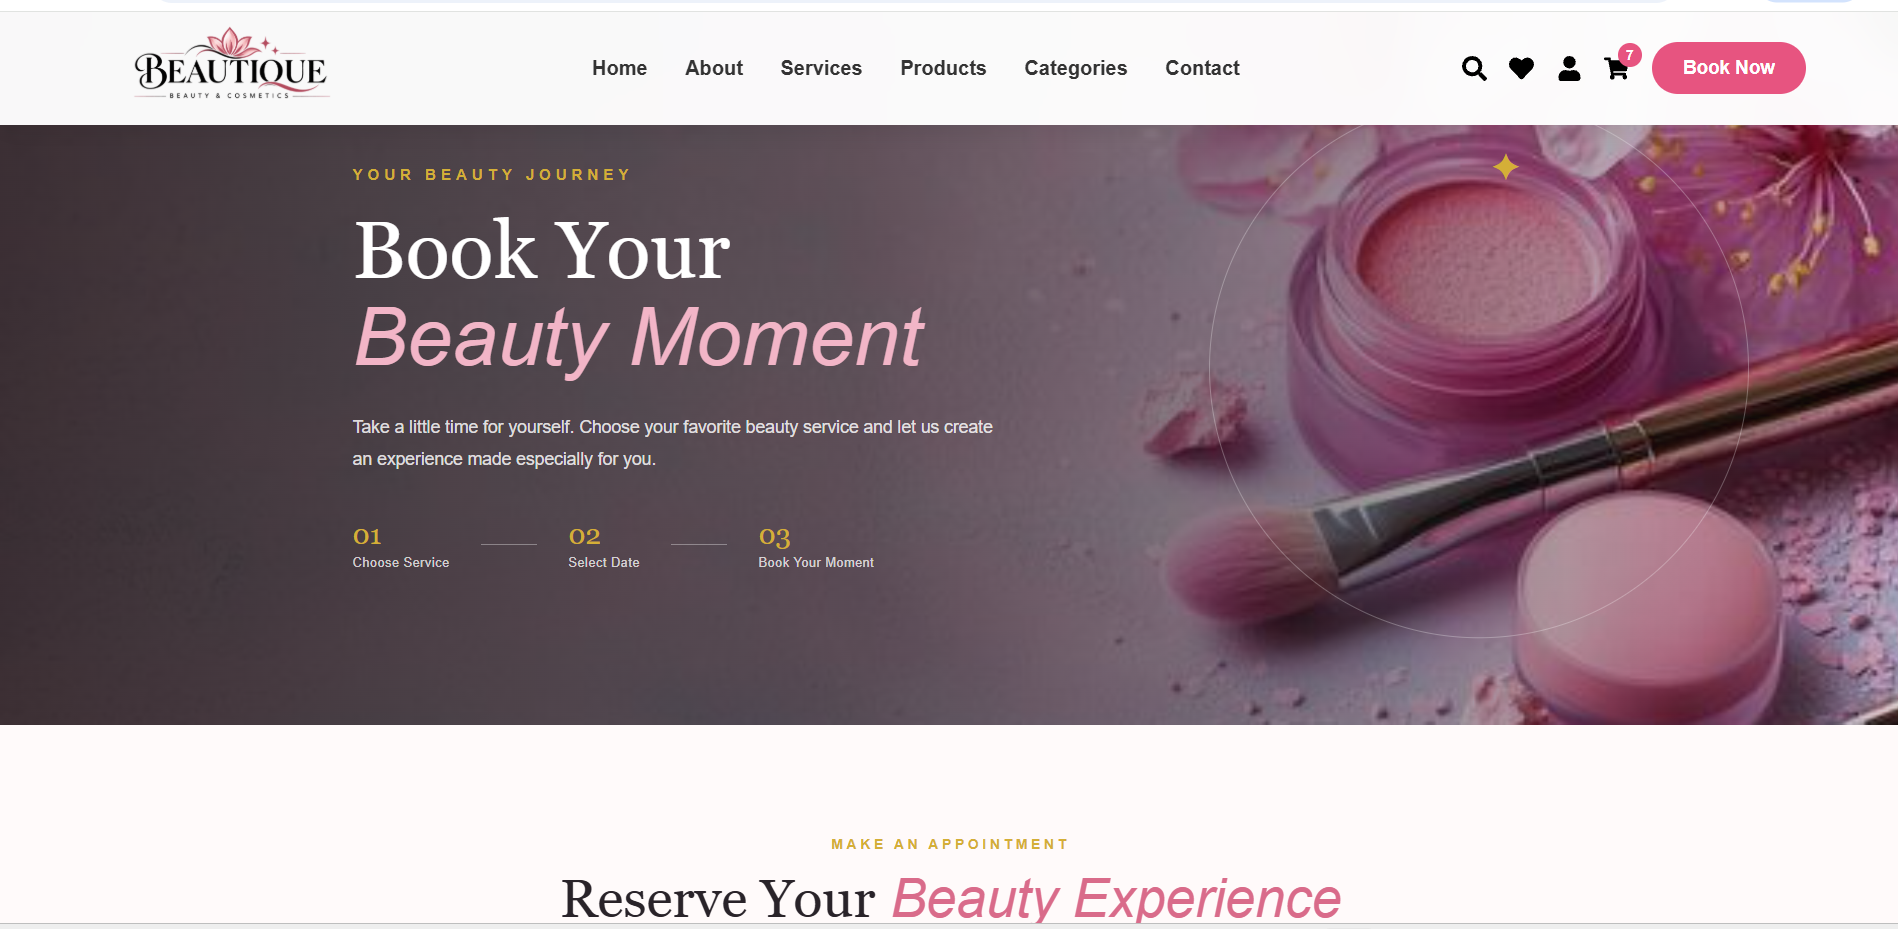 BEAUTIQUE
BEAUTY & COSMETICS
Home
About
Services
Products
Categories
Contact
7
Book Now
YOUR BEAUTY JOURNEY
Book Your
Beauty Moment
Take a little time for yourself. Choose your favorite beauty service and let us create
an experience made especially for you.
01
Choose Service
02
Select Date
03
Book Your Moment
MAKE AN APPOINTMENT
Reserve Your Beauty Experience